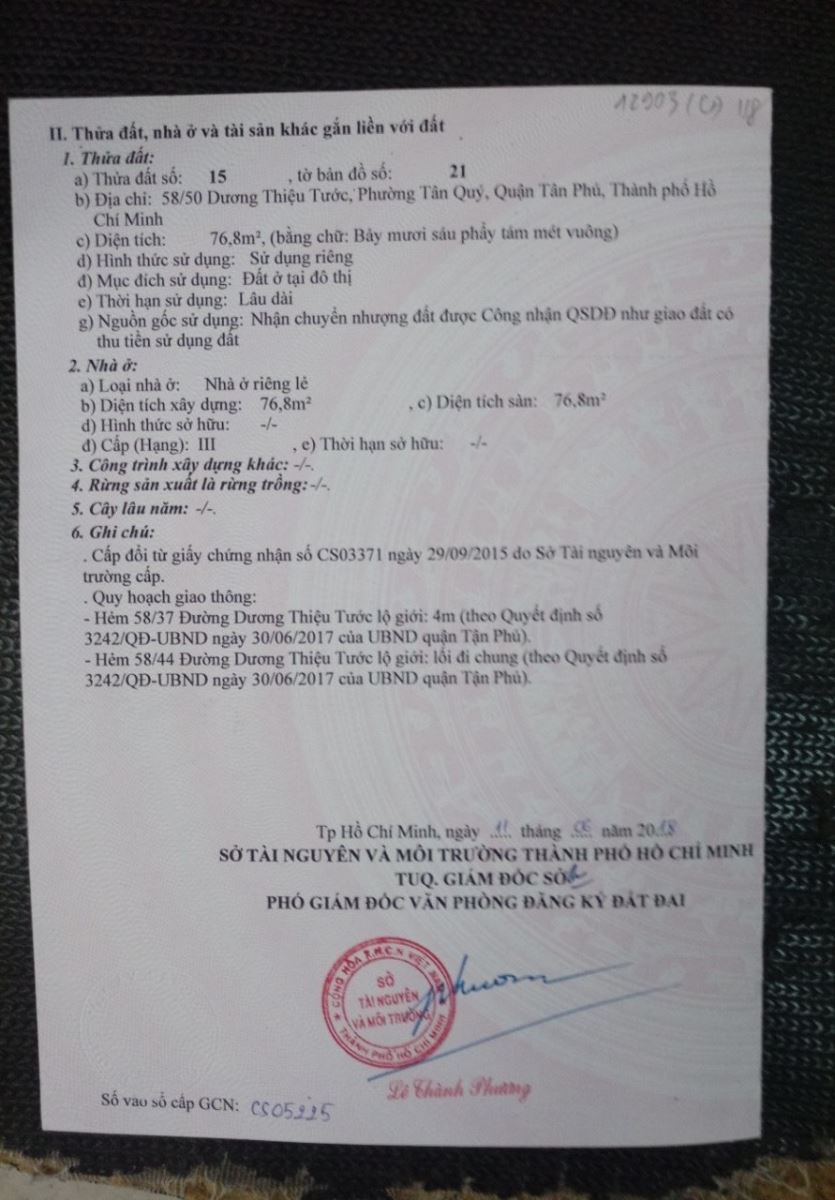 12903 (C1) 118
II. Thửa đất, nhà ở và tài sản khác gắn liền với đất
1. Thửa đất:
a) Thửa đất số: 15 , tờ bản đồ số: 21
b) Địa chỉ: 58/50 Dương Thiệu Tước, Phường Tân Quý, Quận Tân Phú, Thành phố Hồ
Chí Minh
c) Diện tích: 76,8m², (bằng chữ: Bảy mươi sáu phẩy tám mét vuông)
d) Hình thức sử dụng: Sử dụng riêng
đ) Mục đích sử dụng: Đất ở tại đô thị
e) Thời hạn sử dụng: Lâu dài
g) Nguồn gốc sử dụng: Nhận chuyển nhượng đất được Công nhận QSDĐ như giao đất có
thu tiền sử dụng đất
2. Nhà ở:
a) Loại nhà ở: Nhà ở riêng lẻ
b) Diện tích xây dựng: 76,8m² , c) Diện tích sàn: 76,8m²
d) Hình thức sở hữu: -/-
đ) Cấp (Hạng): III , e) Thời hạn sở hữu: -/-
3. Công trình xây dựng khác: -/-.
4. Rừng sản xuất là rừng trồng: -/-.
5. Cây lâu năm: -/-.
6. Ghi chú:
. Cấp đổi từ giấy chứng nhận số CS03371 ngày 29/09/2015 do Sở Tài nguyên và Môi
trường cấp.
. Quy hoạch giao thông:
- Hẻm 58/37 Đường Dương Thiệu Tước lộ giới: 4m (theo Quyết định số
3242/QĐ-UBND ngày 30/06/2017 của UBND quận Tận Phú).
- Hẻm 58/44 Đường Dương Thiệu Tước lộ giới: lối đi chung (theo Quyết định số
3242/QĐ-UBND ngày 30/06/2017 của UBND quận Tận Phú).
Tp Hồ Chí Minh, ngày 11 tháng năm 2018
SỞ TÀI NGUYÊN VÀ MÔI TRƯỜNG THÀNH PHỐ HỒ CHÍ MINH
TUQ. GIÁM ĐỐC SỞ
PHÓ GIÁM ĐỐC VĂN PHÒNG ĐĂNG KÝ ĐẤT ĐAI
CỘNG HÒA X.H.C.N VIỆT NAM
SỞ
TÀI NGUYÊN
VÀ MÔI TRƯỜNG
THÀNH PHỐ HỒ CHÍ MINH
Lê Thành Phương
Số vào sổ cấp GCN: CS05225